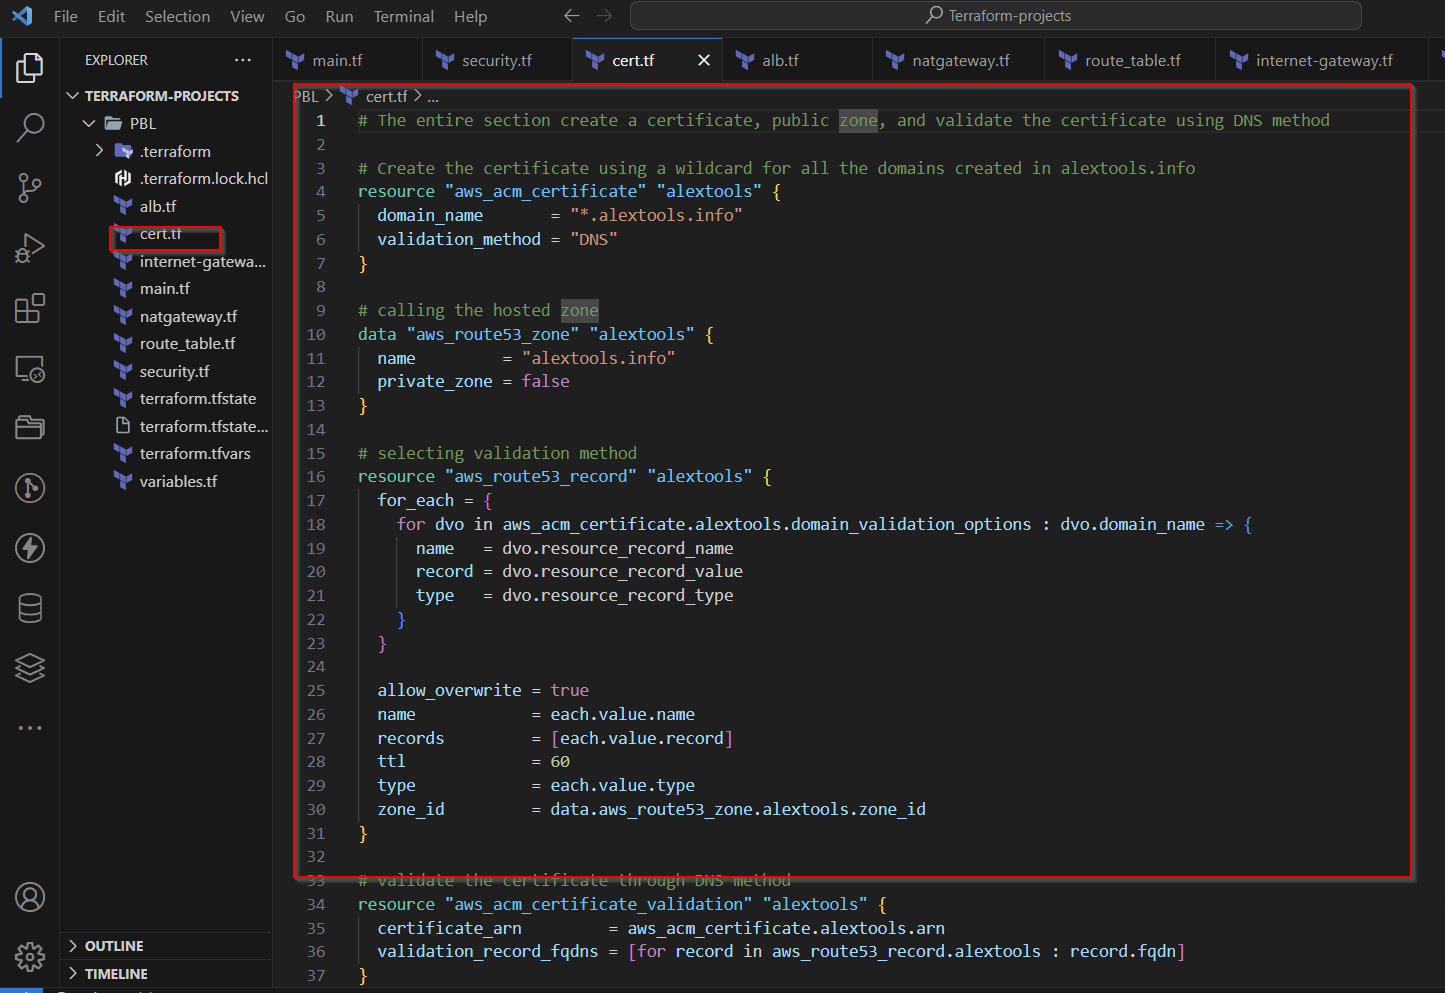 File Edit Selection View Go Run Terminal Help
Terraform-projects
EXPLORER
main.tf
security.tf
cert.tf
alb.tf
natgateway.tf
route_table.tf
internet-gateway.tf
TERRAFORM-PROJECTS
PBL
.terraform
.terraform.lock.hcl
alb.tf
cert.tf
internet-gatewa...
main.tf
natgateway.tf
route_table.tf
security.tf
terraform.tfstate
terraform.tfstate...
terraform.tfvars
variables.tf
OUTLINE
TIMELINE
PBL > cert.tf > ...
1 # The entire section create a certificate, public zone, and validate the certificate using DNS method
2
3 # Create the certificate using a wildcard for all the domains created in alextools.info
4 resource "aws_acm_certificate" "alextools" {
5 domain_name = "*.alextools.info"
6 validation_method = "DNS"
7 }
8
9 # calling the hosted zone
10 data "aws_route53_zone" "alextools" {
11 name = "alextools.info"
12 private_zone = false
13 }
14
15 # selecting validation method
16 resource "aws_route53_record" "alextools" {
17 for_each = {
18 for dvo in aws_acm_certificate.alextools.domain_validation_options : dvo.domain_name => {
19 name = dvo.resource_record_name
20 record = dvo.resource_record_value
21 type = dvo.resource_record_type
22 }
23 }
24
25 allow_overwrite = true
26 name = each.value.name
27 records = [each.value.record]
28 ttl = 60
29 type = each.value.type
30 zone_id = data.aws_route53_zone.alextools.zone_id
31 }
32
33 # validate the certificate through DNS method
34 resource "aws_acm_certificate_validation" "alextools" {
35 certificate_arn = aws_acm_certificate.alextools.arn
36 validation_record_fqdns = [for record in aws_route53_record.alextools : record.fqdn]
37 }